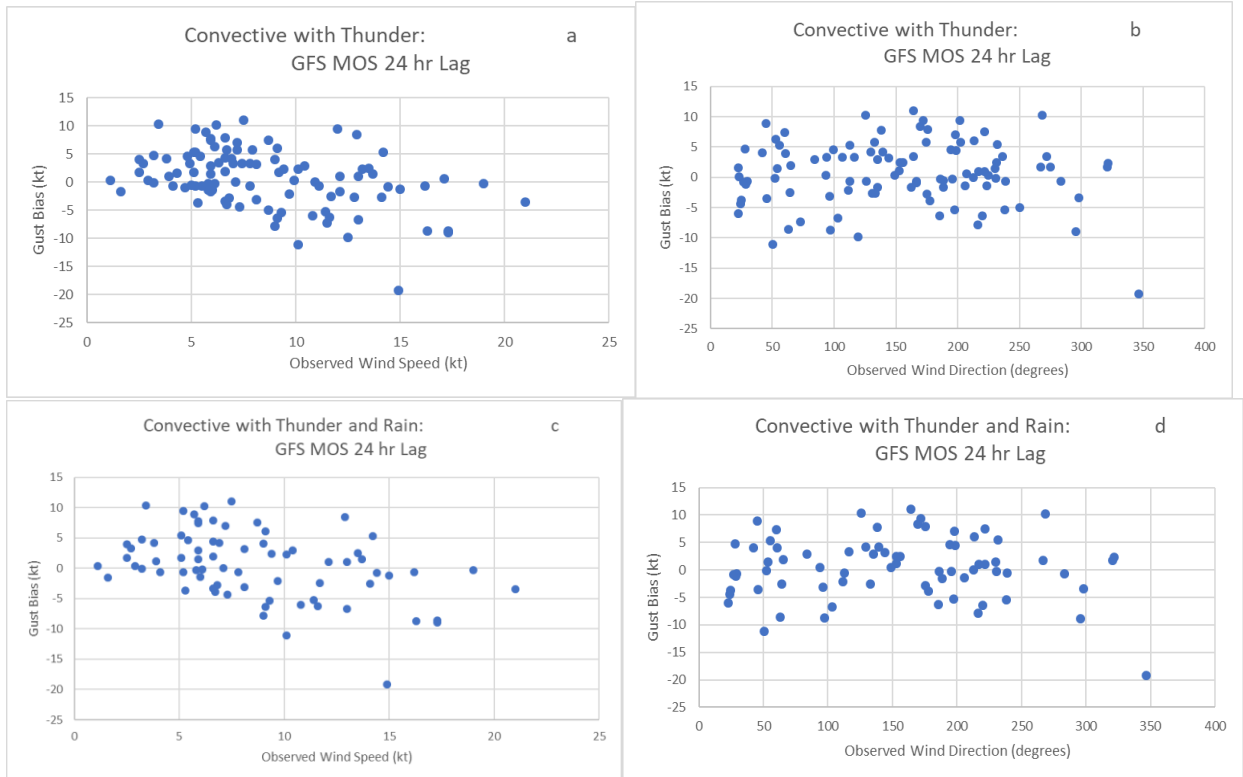 Convective with Thunder: a
GFS MOS 24 hr Lag
15
10
5
0
-5
-10
-15
-20
-25
Gust Bias (kt)
0 5 10 15 20 25
Observed Wind Speed (kt)
Convective with Thunder: b
GFS MOS 24 hr Lag
15
10
5
0
-5
-10
-15
-20
-25
Gust Bias (kt)
0 50 100 150 200 250 300 350 400
Observed Wind Direction (degrees)
Convective with Thunder and Rain: c
GFS MOS 24 hr Lag
15
10
5
0
-5
-10
-15
-20
-25
Gust Bias (kt)
0 5 10 15 20 25
Observed Wind Speed (kt)
Convective with Thunder and Rain: d
GFS MOS 24 hr Lag
15
10
5
0
-5
-10
-15
-20
-25
Gust Bias (kt)
0 50 100 150 200 250 300 350 400
Observed Wind Direction (degrees)